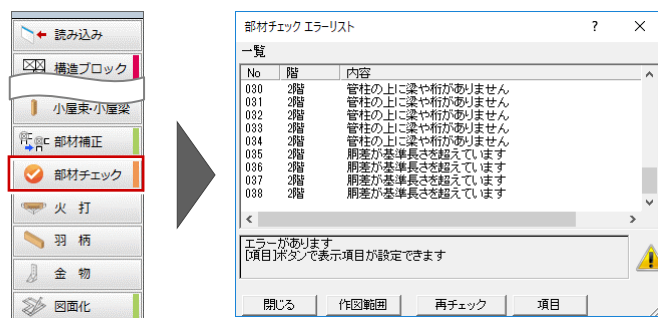 読み込み
構造ブロック
小屋束・小屋梁
部材補正
部材チェック
火 打
羽 柄
金 物
図面化
部材チェック エラーリスト ? ×
一覧
No 階 内容
030 2階 管柱の上に梁や桁がありません
031 2階 管柱の上に梁や桁がありません
032 2階 管柱の上に梁や桁がありません
033 2階 管柱の上に梁や桁がありません
034 2階 管柱の上に梁や桁がありません
035 2階 胴差が基準長さを超えています
036 2階 胴差が基準長さを超えています
037 2階 胴差が基準長さを超えています
038 2階 胴差が基準長さを超えています
エラーがあります
[項目]ボタンで表示項目が設定できます
閉じる 作図範囲 再チェック 項目